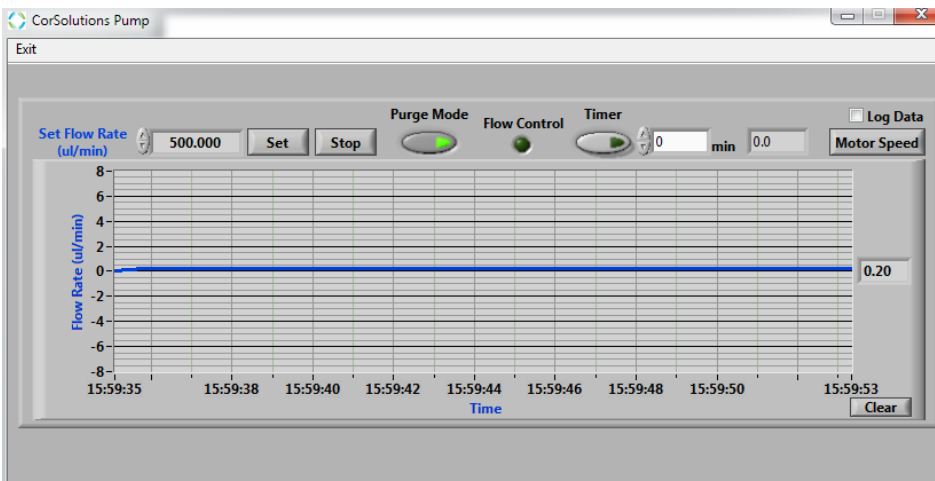 CorSolutions Pump
Exit
Set Flow Rate
(ul/min)
500.000
Set
Stop
Purge Mode
Flow Control
Timer
0
min
0.0
Log Data
Motor Speed
Flow Rate (ul/min)
8
6
4
2
0
-2
-4
-6
-8
0.20
15:59:35 15:59:38 15:59:40 15:59:42 15:59:44 15:59:46 15:59:48 15:59:50 15:59:53
Time
Clear